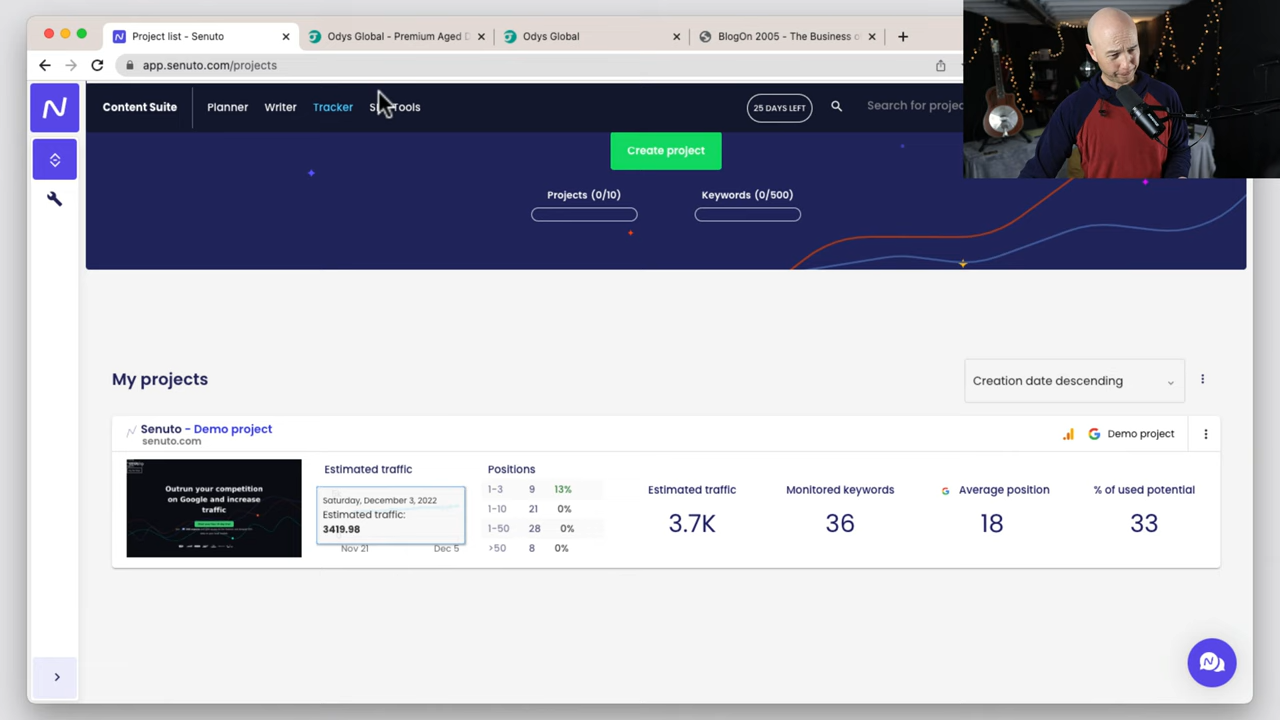 Project list - Senuto
Odys Global - Premium Aged D
Odys Global
BlogOn 2005 - The Business o
app.senuto.com/projects
Content Suite
Planner
Writer
Tracker
Tools
25 DAYS LEFT
Search for projec
Create project
Projects (0/10)
Keywords (0/500)
My projects
Creation date descending
Senuto - Demo project
senuto.com
Demo project
Outrun your competition
on Google and increase
traffic
Estimated traffic
Saturday, December 3, 2022
Estimated traffic:
3419.98
Nov 21
Dec 5
Positions
1-3 9 13%
1-10 21 0%
1-50 28 0%
>50 8 0%
Estimated traffic
3.7K
Monitored keywords
36
Average position
18
% of used potential
33